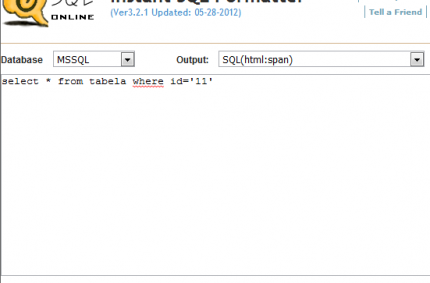 SQL Instant SQL Formatter
ONLINE (Ver3.2.1 Updated: 05-28-2012) Tell a Friend
Database MSSQL Output: SQL(html:span)
select * from tabela where id='11'